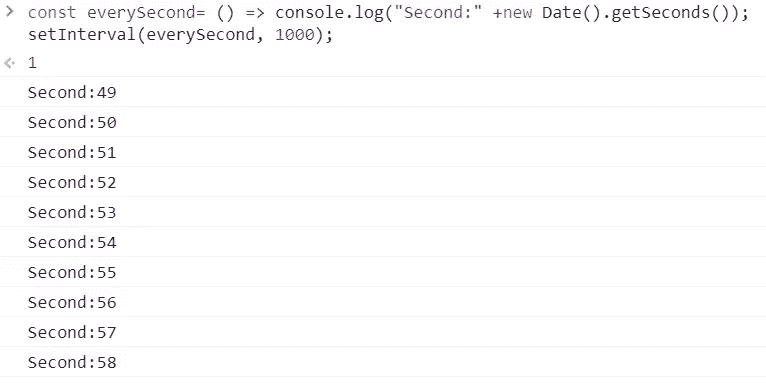 > const everySecond= () => console.log("Second:" +new Date().getSeconds());
setInterval(everySecond, 1000);
<· 1
Second:49
Second:50
Second:51
Second:52
Second:53
Second:54
Second:55
Second:56
Second:57
Second:58